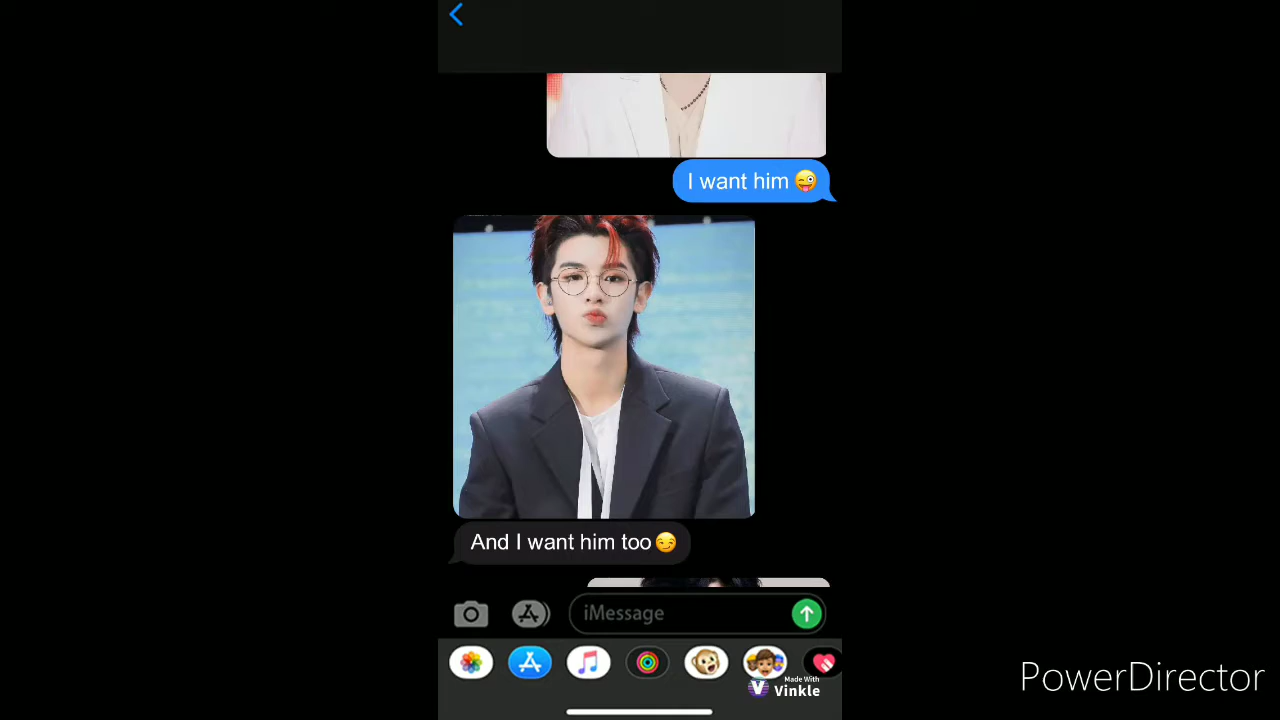 I want him 😜
And I want him too 😏
iMessage
Made With
Vinkle
PowerDirector